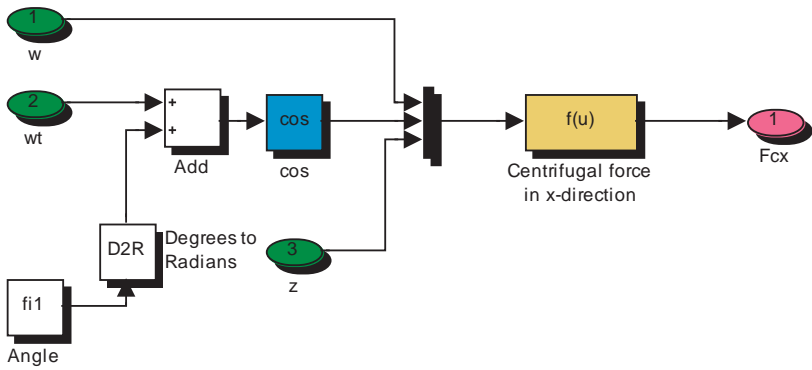 1
w
2
wt
+
+
Add
cos
cos
f(u)
Centrifugal force
in x-direction
1
Fcx
D2R
Degrees to
Radians
3
z
fi1
Angle